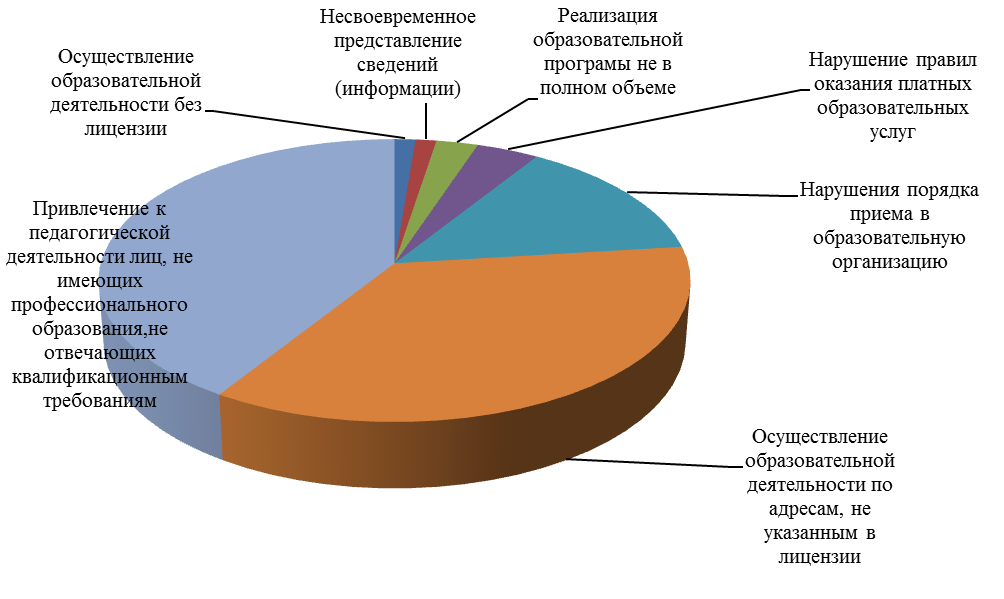 Осуществление
образовательной
деятельности без
лицензии
Несвоевременное
представление
сведений
(информации)
Реализация
образовательной
програмы не в
полном объеме
Нарушение правил
оказания платных
образовательных
услуг
Нарушения порядка
приема в
образовательную
организацию
Привлечение к
педагогической
деятельности лиц, не
имеющих
профессионального
образования,не
отвечающих
квалификационным
требованиям
Осуществление
образовательной
деятельности по
адресам, не
указанным в
лицензии